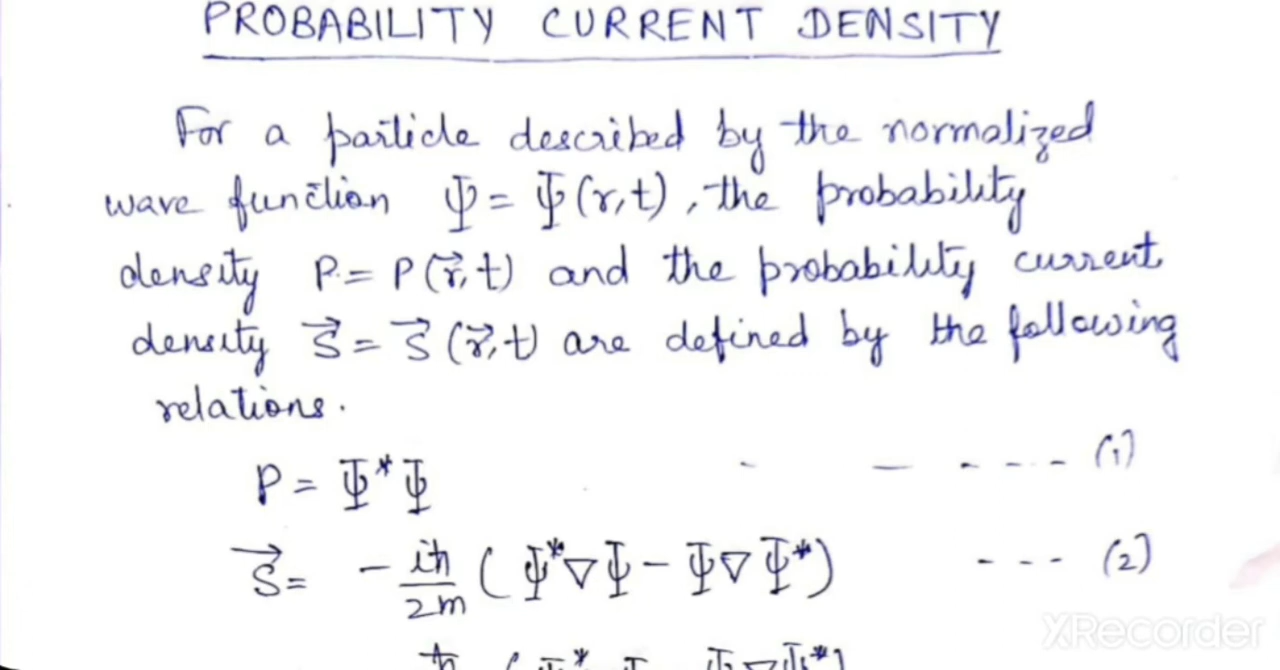 PROBABILITY CURRENT DENSITY
For a particle described by the normalized
wave function Ψ = Ψ(r,t), the probability
density P = P(r⃗,t) and the probability current
density S⃗ = S⃗(r⃗,t) are defined by the following
relations.
P = Ψ*Ψ - — - - - - - (1)
S⃗ = - iħ/2m (Ψ*∇Ψ - Ψ∇Ψ*) - - - (2)
XRecorder